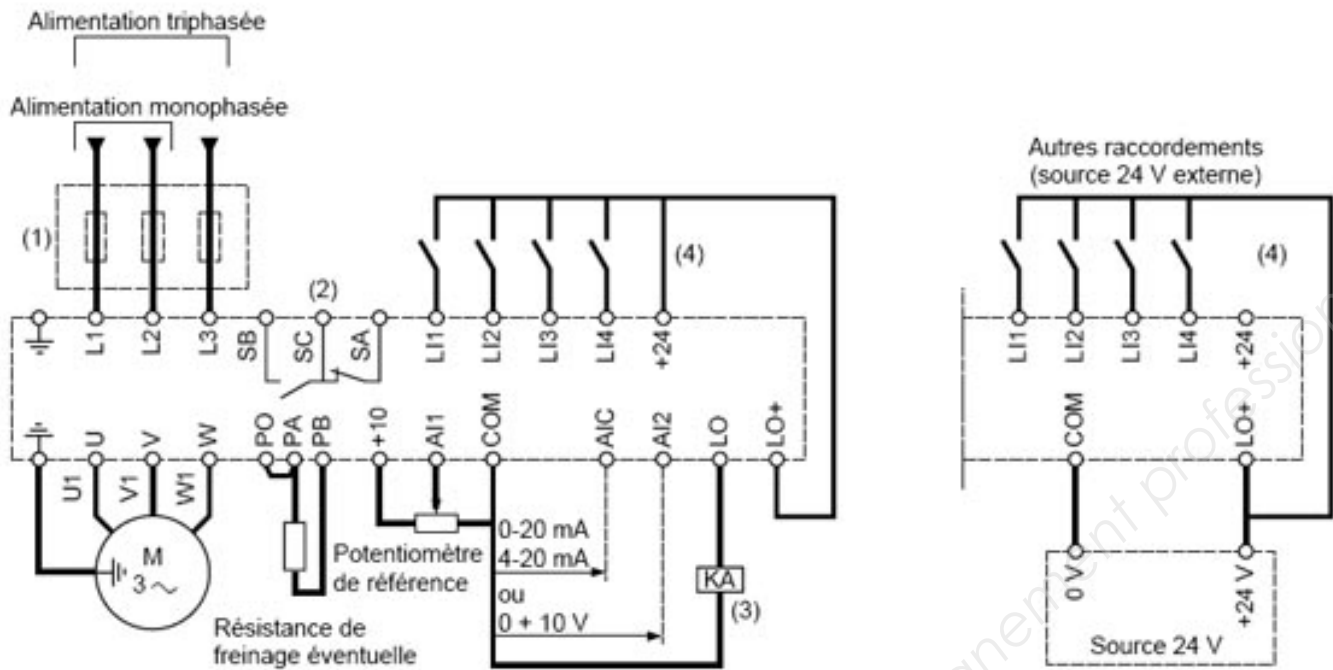 Alimentation triphasée
Alimentation monophasée
(1)
(2)
L1
L2
L3
SB
SC
SA
LI1
LI2
LI3
LI4
+24
(4)
U
V
W
PO
PA
PB
+10
AI1
COM
AIC
AI2
LO
LO+
U1
V1
W1
M
3
Potentiomètre
de référence
0-20 mA
4-20 mA
ou
0 + 10 V
KA
(3)
Résistance de
freinage éventuelle
Autres raccordements
(source 24 V externe)
(4)
LI1
LI2
LI3
LI4
+24
COM
LO+
0 V
+24 V
Source 24 V